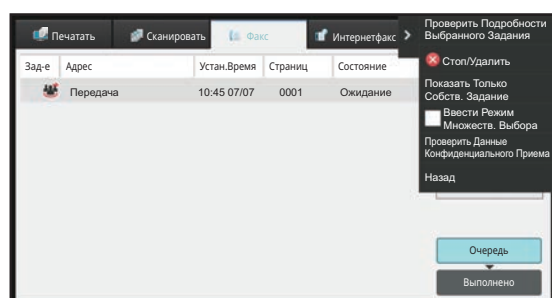 Печатать
Сканировать
Факс
Интернетфакс
Зад-е
Адрес
Устан.Время
Страниц
Состояние
Передача
10:45 07/07
0001
Ожидание
Проверить Подробности
Выбранного Задания
Стоп/Удалить
Показать Только
Собств. Задание
Ввести Режим
Множеств. Выбора
Проверить Данные
Конфиденциального Приема
Назад
Очередь
Выполнено